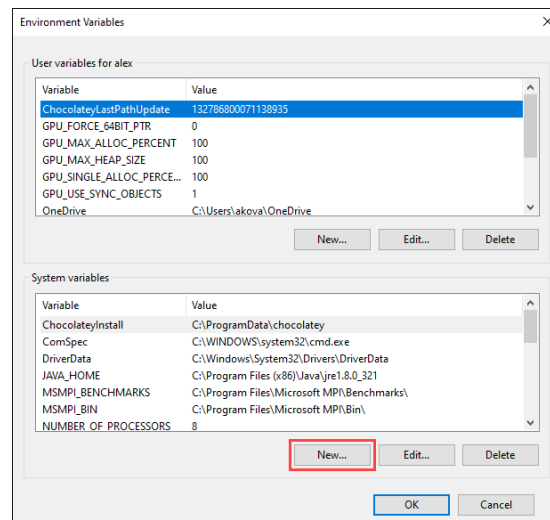 Environment Variables
User variables for alex
Variable Value
ChocolateyLastPathUpdate 132786800071138935
GPU_FORCE_64BIT_PTR 0
GPU_MAX_ALLOC_PERCENT 100
GPU_MAX_HEAP_SIZE 100
GPU_SINGLE_ALLOC_PERCE... 100
GPU_USE_SYNC_OBJECTS 1
OneDrive C:\Users\akova\OneDrive
New... Edit... Delete
System variables
Variable Value
ChocolateyInstall C:\ProgramData\chocolatey
ComSpec C:\WINDOWS\system32\cmd.exe
DriverData C:\Windows\System32\Drivers\DriverData
JAVA_HOME C:\Program Files (x86)\Java\jre1.8.0_321
MSMPI_BENCHMARKS C:\Program Files\Microsoft MPI\Benchmarks\
MSMPI_BIN C:\Program Files\Microsoft MPI\Bin\
NUMBER_OF_PROCESSORS 8
New... Edit... Delete
OK Cancel